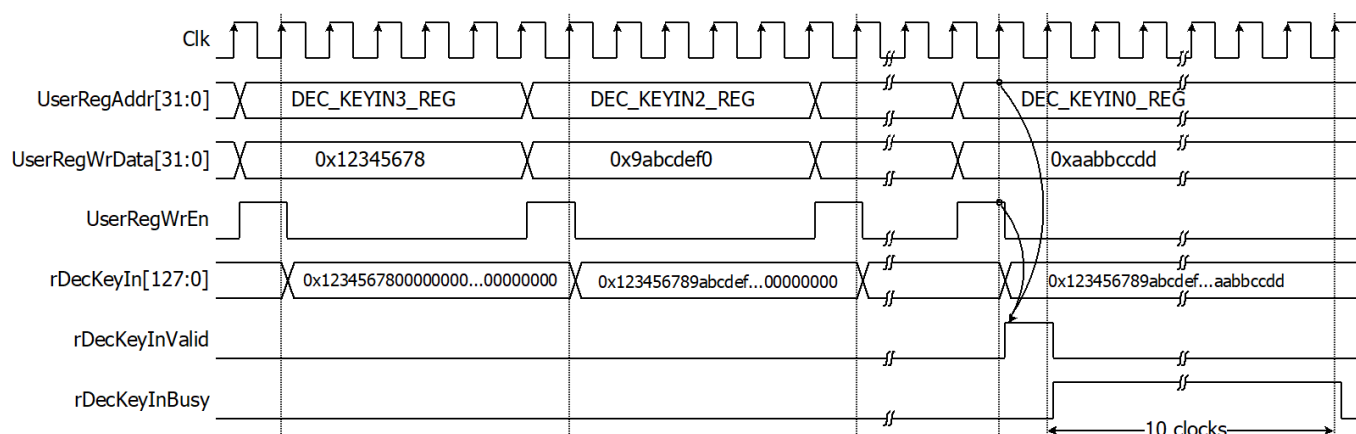 Clk
UserRegAddr[31:0] DEC_KEYIN3_REG DEC_KEYIN2_REG DEC_KEYIN0_REG
UserRegWrData[31:0] 0x12345678 0x9abcdef0 0xaabbccdd
UserRegWrEn
rDecKeyIn[127:0] 0x1234567800000000...00000000 0x123456789abcdef...00000000 0x123456789abcdef...aabbccdd
rDecKeyInValid
rDecKeyInBusy
10 clocks